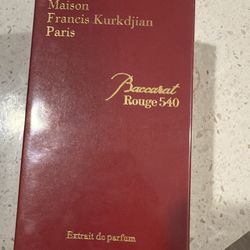 Maison
Francis Kurkdjian
Paris
Baccarat
Rouge 540
Extrait de parfum